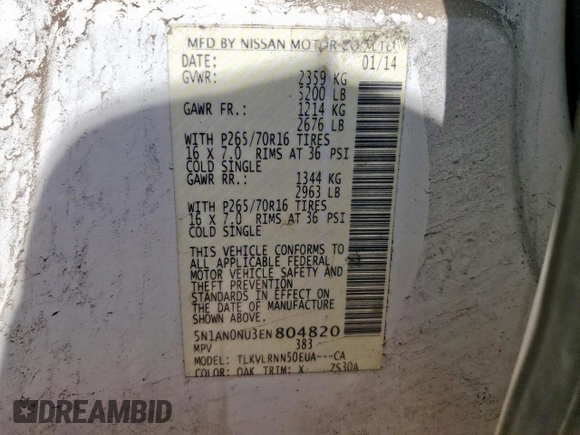 MFD BY NISSAN MOTOR CO.,LTD.
DATE: 01/14
GVWR: 2359 KG
5200 LB
GAWR FR.: 1214 KG
2676 LB
WITH P265/70R16 TIRES
16 X 7.0 RIMS AT 36 PSI
COLD SINGLE
GAWR RR.: 1344 KG
2963 LB
WITH P265/70R16 TIRES
16 X 7.0 RIMS AT 36 PSI
COLD SINGLE
THIS VEHICLE CONFORMS TO
ALL APPLICABLE FEDERAL
MOTOR VEHICLE SAFETY AND
THEFT PREVENTION
STANDARDS IN EFFECT ON
THE DATE OF MANUFACTURE
SHOWN ABOVE.
5N1AN0NU3EN804820
MPV 383
MODEL: TLKVLRNN50EUA---CA
COLOR: QAK TRIM: X ZS30A
DREAMBID